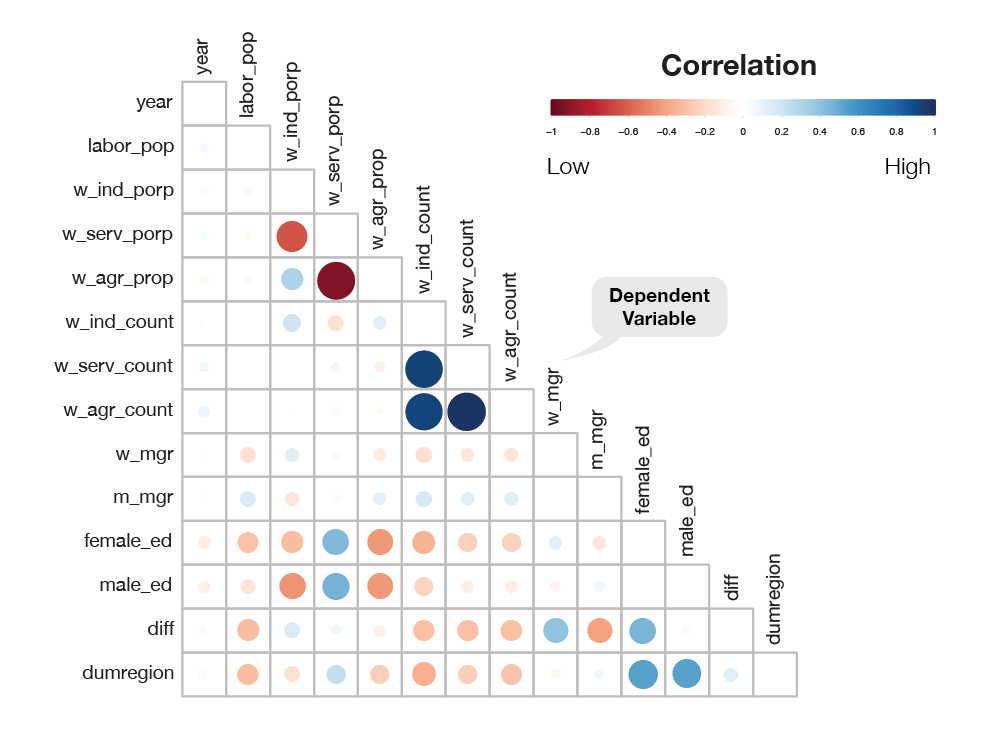 Correlation
-1 -0.8 -0.6 -0.4 -0.2 0 0.2 0.4 0.6 0.8 1
Low High
year
labor_pop
w_ind_porp
w_serv_porp
w_agr_prop
w_ind_count
w_serv_count
w_agr_count
w_mgr
m_mgr
female_ed
male_ed
diff
dumregion
Dependent
Variable
year
labor_pop
w_ind_porp
w_serv_porp
w_agr_prop
w_ind_count
w_serv_count
w_agr_count
w_mgr
m_mgr
female_ed
male_ed
diff
dumregion